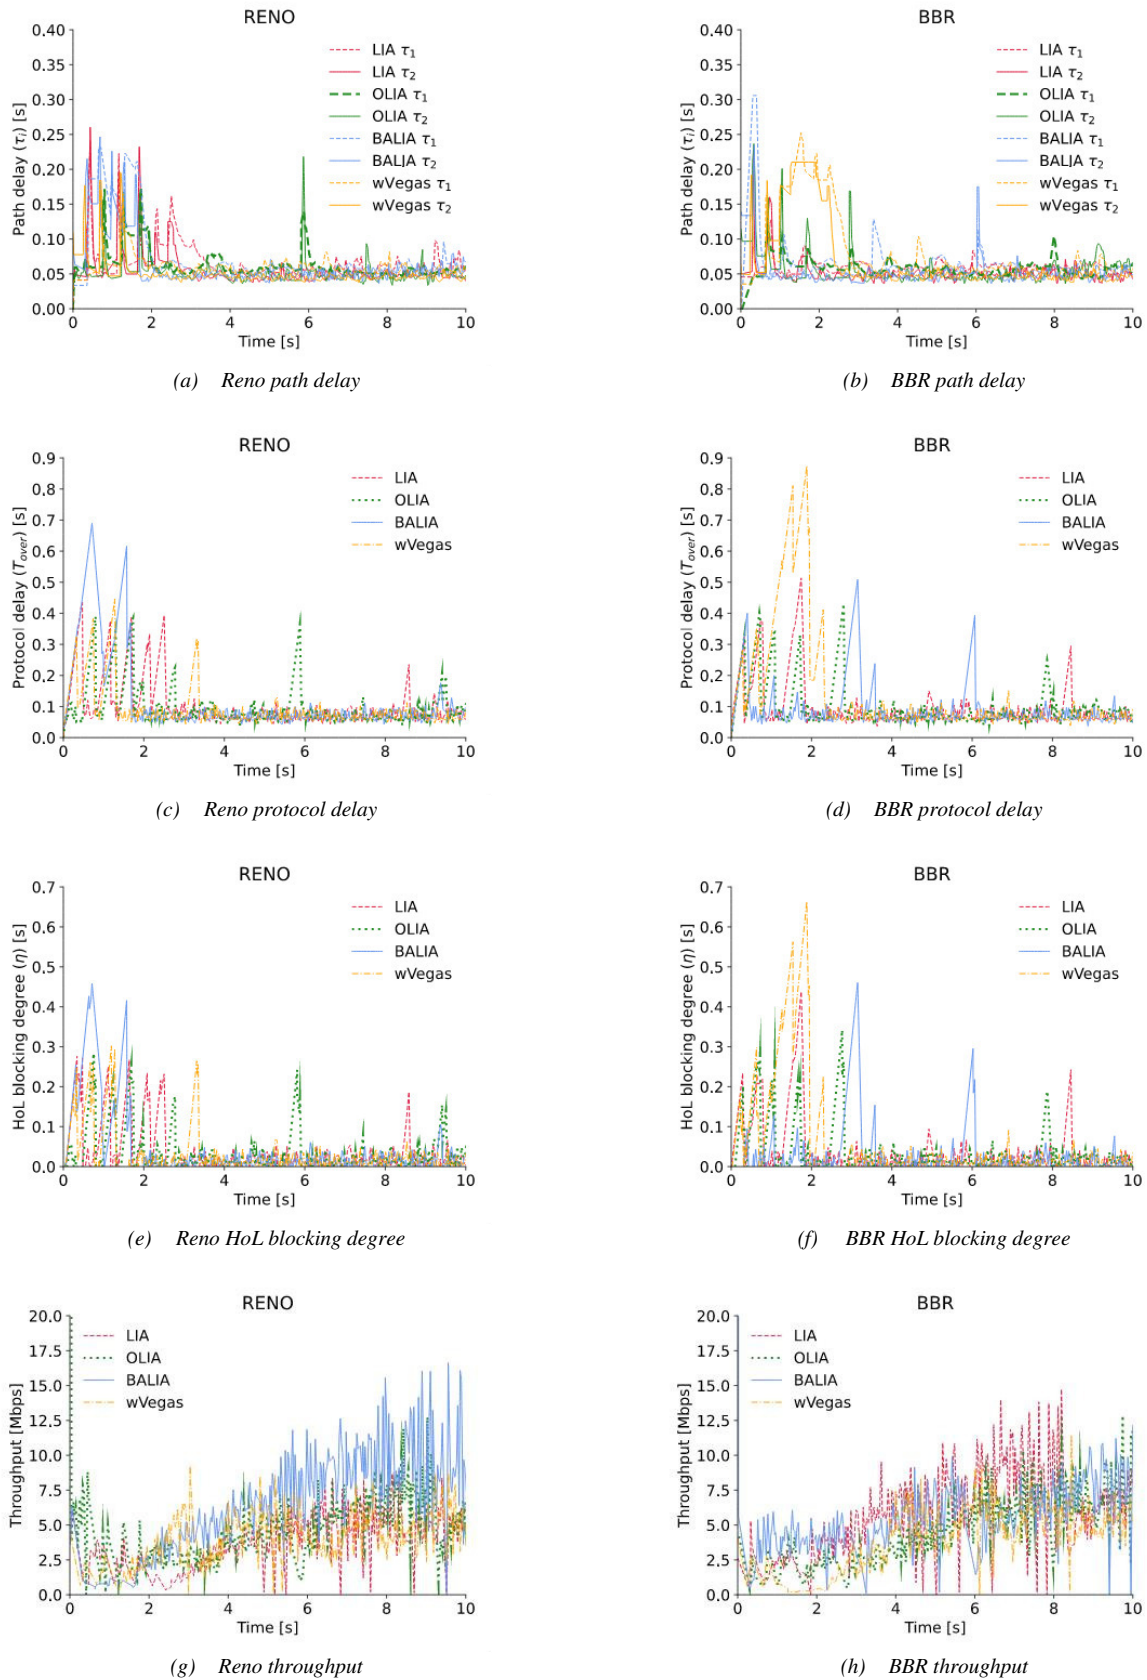 RENO
0.40
0.35
0.30
0.25
0.20
0.15
0.10
0.05
0.00
Path delay (τᵢ) [s]
LIA τ₁
LIA τ₂
OLIA τ₁
OLIA τ₂
BALIA τ₁
BALIA τ₂
wVegas τ₁
wVegas τ₂
0 2 4 6 8 10
Time [s]
(a) Reno path delay
BBR
0.40
0.35
0.30
0.25
0.20
0.15
0.10
0.05
0.00
Path delay (τᵢ) [s]
LIA τ₁
LIA τ₂
OLIA τ₁
OLIA τ₂
BALIA τ₁
BALIA τ₂
wVegas τ₁
wVegas τ₂
0 2 4 6 8 10
Time [s]
(b) BBR path delay
RENO
0.9
0.8
0.7
0.6
0.5
0.4
0.3
0.2
0.1
0.0
Protocol delay (T_over) [s]
LIA
OLIA
BALIA
wVegas
0 2 4 6 8 10
Time [s]
(c) Reno protocol delay
BBR
0.9
0.8
0.7
0.6
0.5
0.4
0.3
0.2
0.1
0.0
Protocol delay (T_over) [s]
LIA
OLIA
BALIA
wVegas
0 2 4 6 8 10
Time [s]
(d) BBR protocol delay
RENO
0.7
0.6
0.5
0.4
0.3
0.2
0.1
0.0
HoL blocking degree (η) [s]
LIA
OLIA
BALIA
wVegas
0 2 4 6 8 10
Time [s]
(e) Reno HoL blocking degree
BBR
0.7
0.6
0.5
0.4
0.3
0.2
0.1
0.0
HoL blocking degree (η) [s]
LIA
OLIA
BALIA
wVegas
0 2 4 6 8 10
Time [s]
(f) BBR HoL blocking degree
RENO
20.0
17.5
15.0
12.5
10.0
7.5
5.0
2.5
0.0
Throughput [Mbps]
LIA
OLIA
BALIA
wVegas
0 2 4 6 8 10
Time [s]
(g) Reno throughput
BBR
20.0
17.5
15.0
12.5
10.0
7.5
5.0
2.5
0.0
Throughput [Mbps]
LIA
OLIA
BALIA
wVegas
0 2 4 6 8 10
Time [s]
(h) BBR throughput